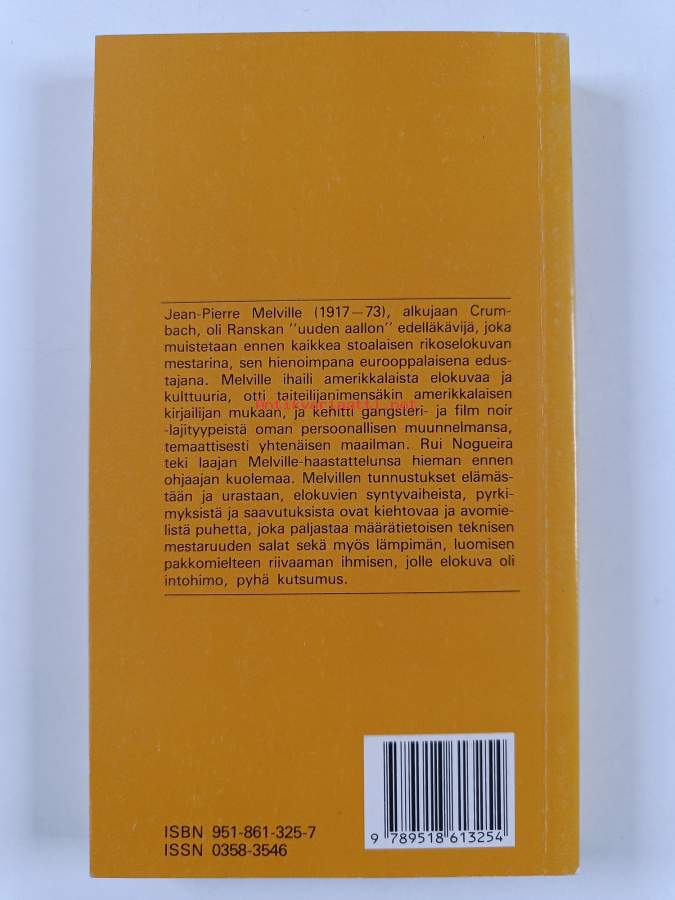 Jean-Pierre Melville (1917—73), alkujaan Crum-
bach, oli Ranskan ''uuden aallon'' edelläkävijä, joka
muistetaan ennen kaikkea stoalaisen rikoselokuvan
mestarina, sen hienoimpana eurooppalaisena edus-
tajana. Melville ihaili amerikkalaista elokuvaa ja
kulttuuria, otti taiteilijanimensäkin amerikkalaisen
Antikvariaatti.net
kirjailijan mukaan, ja kehitti gangsteri- ja film noir
-lajityypeistä oman persoonallisen muunnelmansa,
temaattisesti yhtenäisen maailman. Rui Nogueira
teki laajan Melville-haastattelunsa hieman ennen
ohjaajan kuolemaa. Melvillen tunnustukset elämäs-
tään ja urastaan, elokuvien syntyvaiheista, pyrki-
myksistä ja saavutuksista ovat kiehtovaa ja avomie-
listä puhetta, joka paljastaa määrätietoisen teknisen
mestaruuden salat sekä myös lämpimän, luomisen
pakkomielteen riivaaman ihmisen, jolle elokuva oli
intohimo, pyhä kutsumus.
ISBN 951-861-325-7
ISSN 0358-3546
9 789518 613254